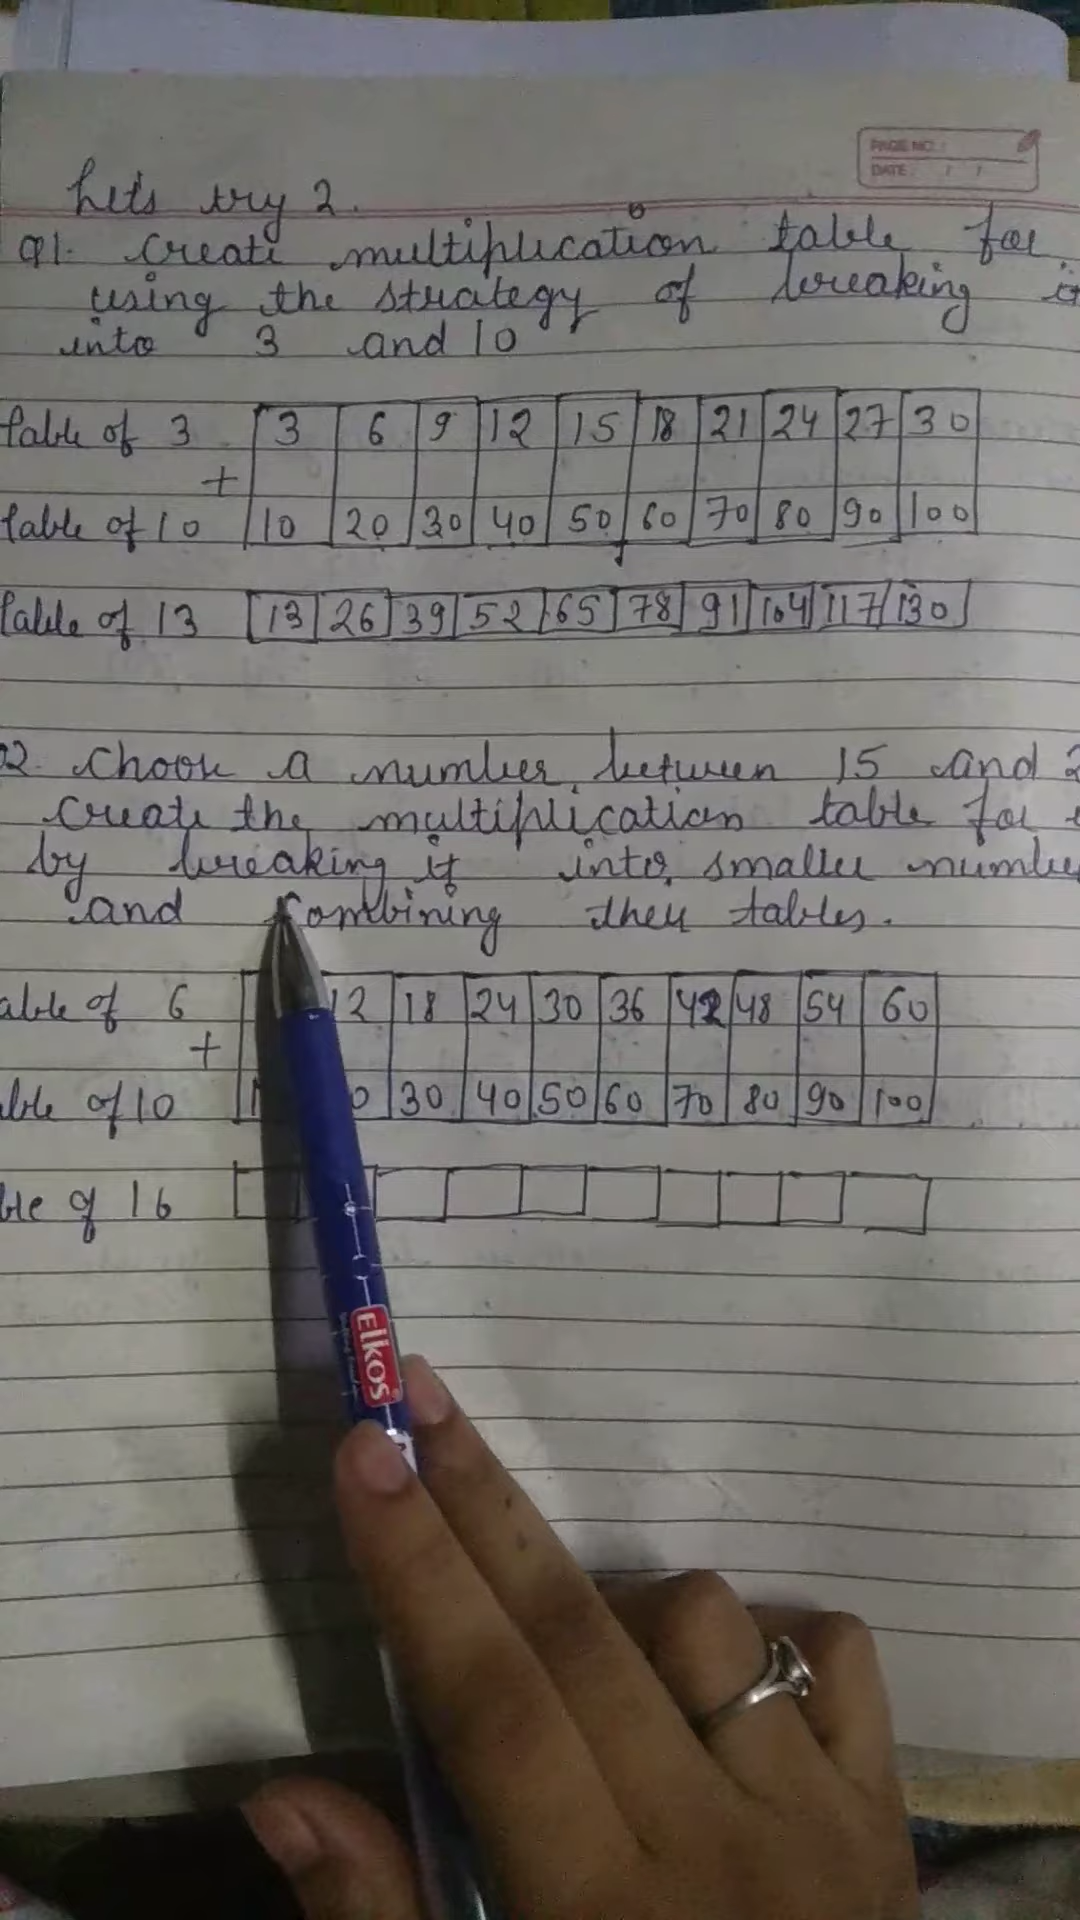 PAGE NO.:
DATE: / /
Let's try 2.
Q1. Create multiplication table for
using the strategy of breaking
into 3 and 10
Table of 3 3 6 9 12 15 18 21 24 27 30
+
Table of 10 10 20 30 40 50 60 70 80 90 100
Table of 13 13 26 39 52 65 78 91 104 117 130
Q2. Choose a number between 15 and
create the multiplication table for
by breaking it into smaller number
and combining their tables.
able of 6 12 18 24 30 36 42 48 54 60
+
ble of 10 30 40 50 60 70 80 90 100
ble of 16
Elkos